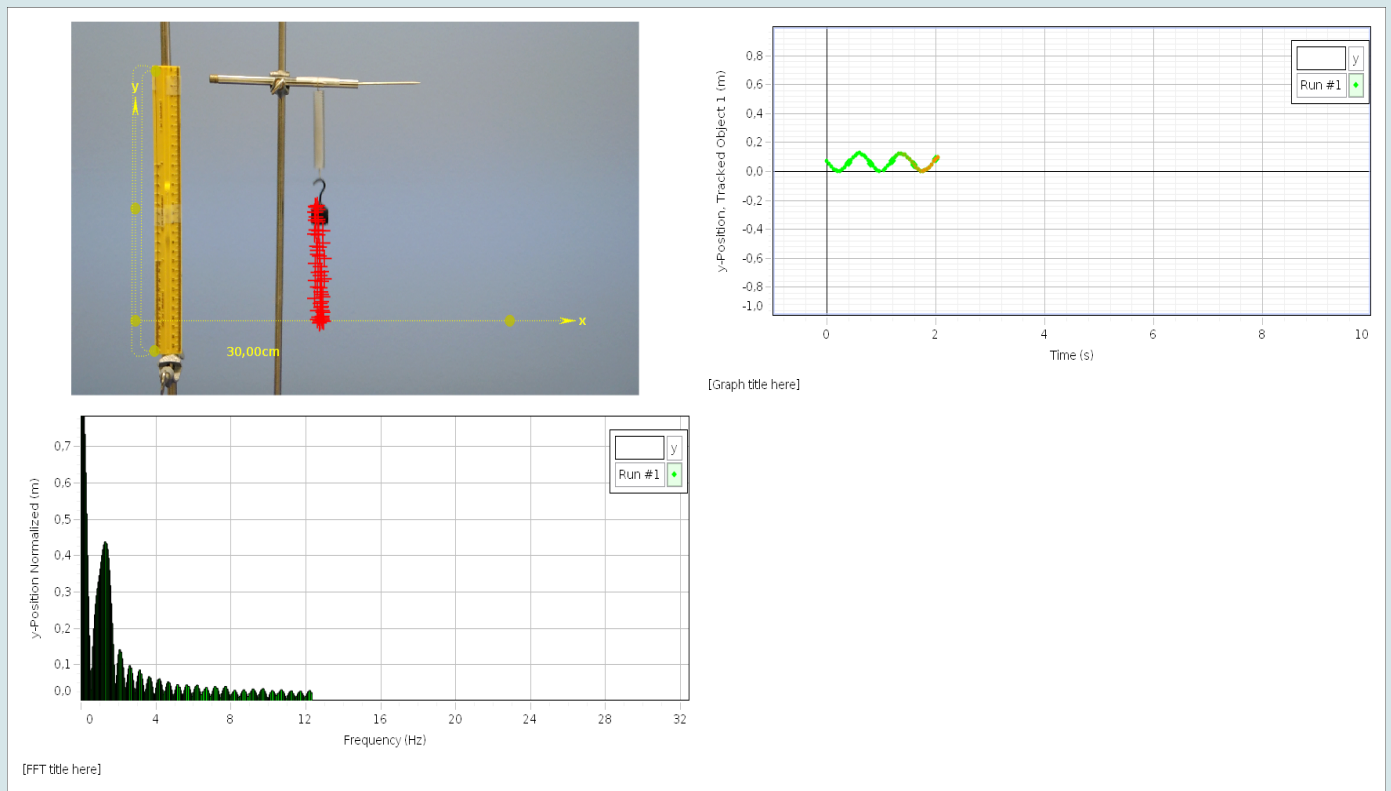 y
x
30,00cm
y-Position, Tracked Object 1 (m)
0,8
0,6
0,4
0,2
0,0
-0,2
-0,4
-0,6
-0,8
-1,0
0
2
4
6
8
10
Time (s)
y
Run #1
[Graph title here]
y-Position Normalized (m)
0,7
0,6
0,5
0,4
0,3
0,2
0,1
0,0
0
4
8
12
16
20
24
28
32
Frequency (Hz)
y
Run #1
[FFT title here]